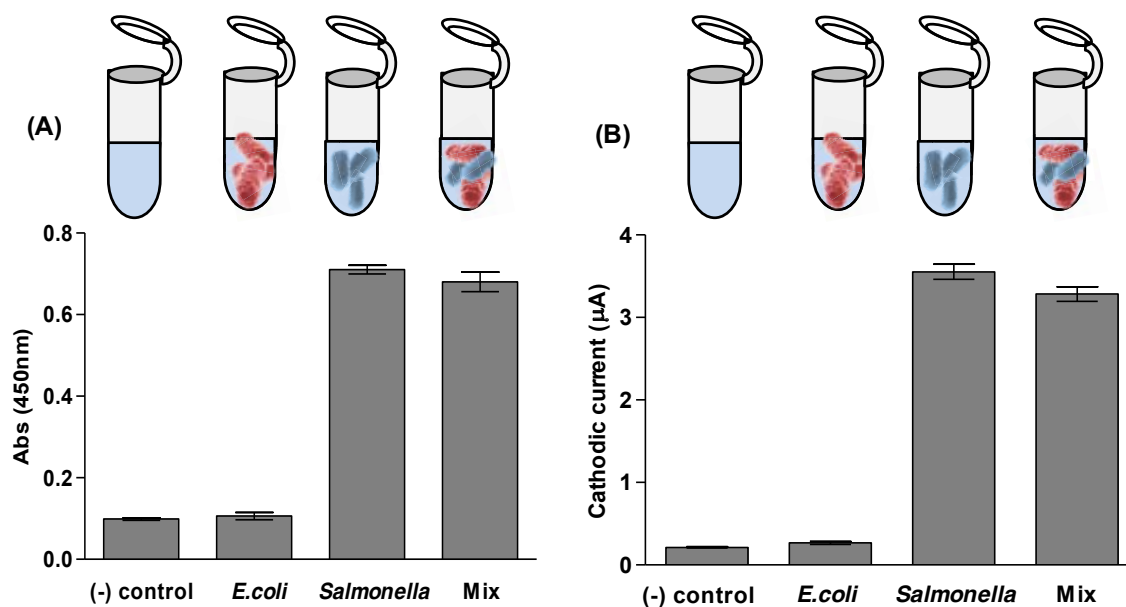 (A)
Abs (450nm)
0.8
0.6
0.4
0.2
0.0
(-) control E.coli Salmonella Mix
(B)
Cathodic current (µA)
4
3
2
1
0
(-) control E.coli Salmonella Mix